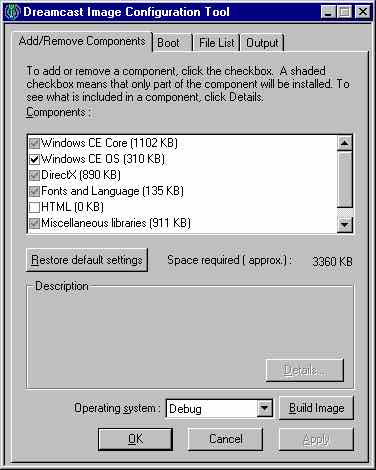 Dreamcast Image Configuration Tool
Add/Remove Components Boot File List Output
To add or remove a component, click the checkbox. A shaded
checkbox means that only part of the component will be installed. To
see what is included in a component, click Details.
Components :
Windows CE Core (1102 KB)
Windows CE OS (310 KB)
DirectX (890 KB)
Fonts and Language (135 KB)
HTML (0 KB)
Miscellaneous libraries (911 KB)
Restore default settings Space required ( approx.) : 3360 KB
Description
Details...
Operating system : Debug Build Image
OK Cancel Apply